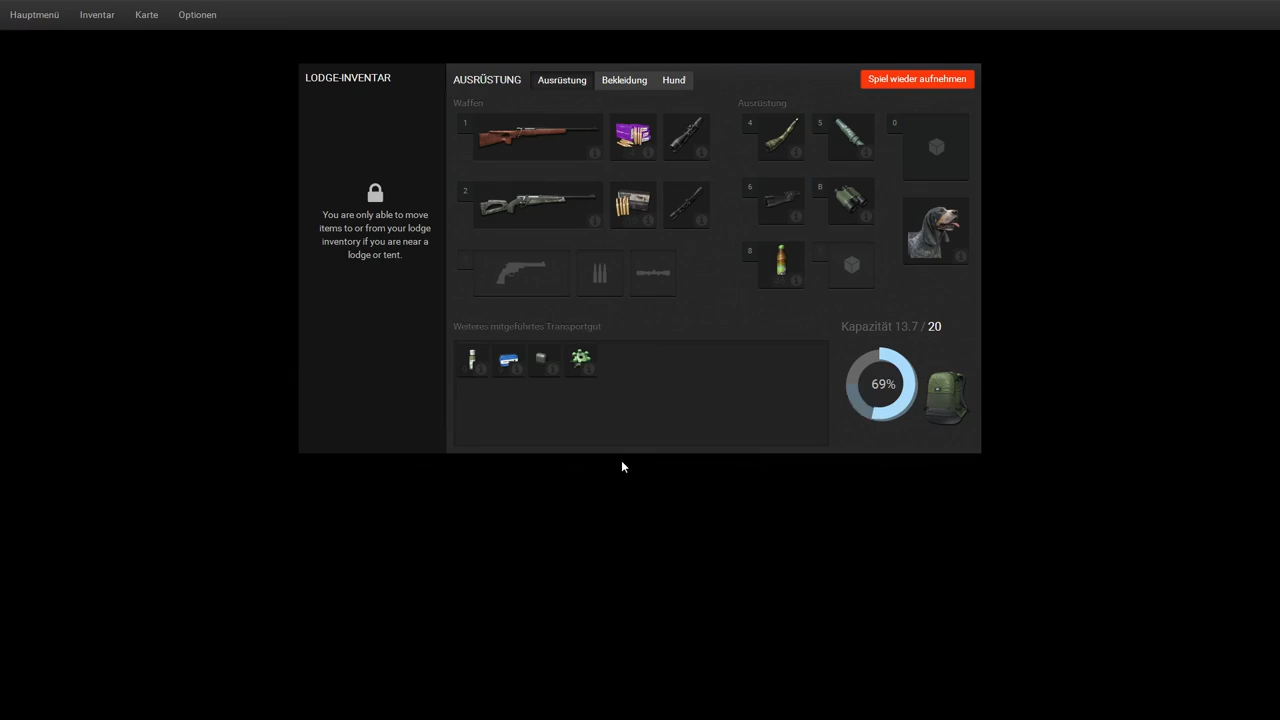 Hauptmenü Inventar Karte Optionen
LODGE-INVENTAR
You are only able to move
items to or from your lodge
inventory if you are near a
lodge or tent.
AUSRÜSTUNG Ausrüstung Bekleidung Hund
Spiel wieder aufnehmen
Waffen
1
2
Ausrüstung
4 5 0
6 8
8
Weiteres mitgeführtes Transportgut
Kapazität 13.7 / 20
69%